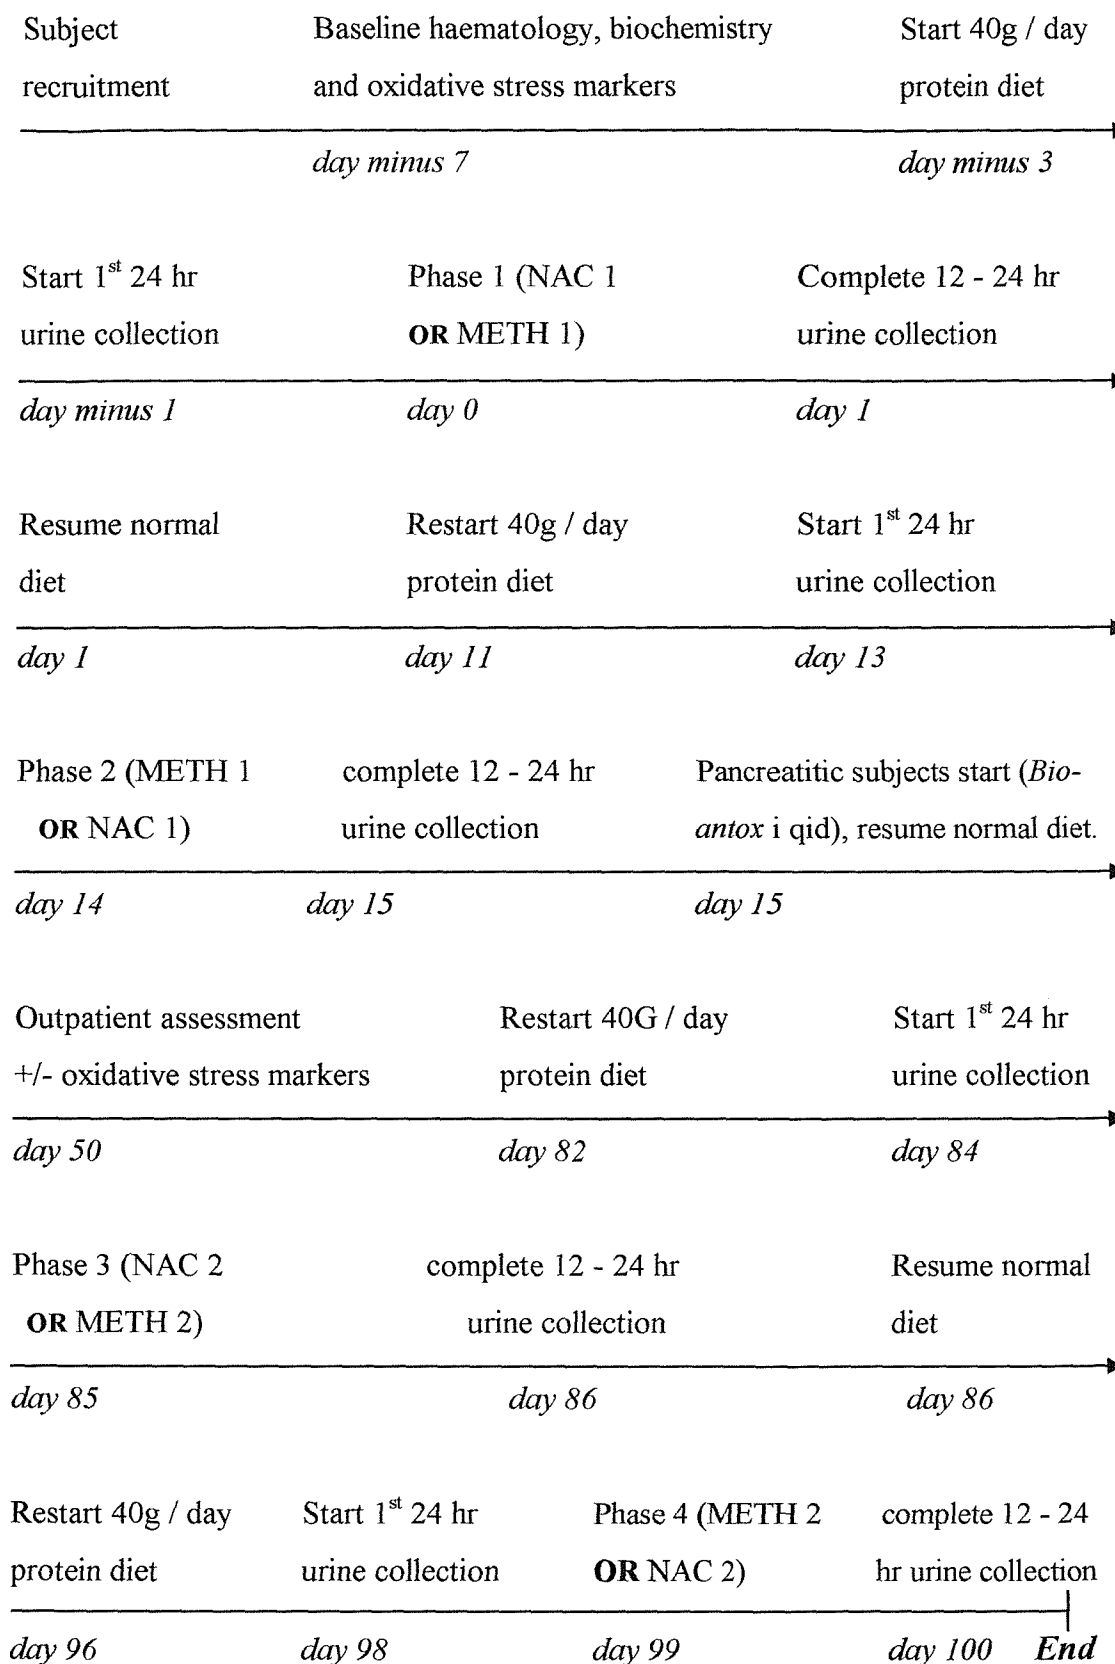 Subject Baseline haematology, biochemistry Start 40g / day
recruitment and oxidative stress markers protein diet
day minus 7 day minus 3
Start 1st 24 hr Phase 1 (NAC 1 Complete 12 - 24 hr
urine collection OR METH 1) urine collection
day minus 1 day 0 day 1
Resume normal Restart 40g / day Start 1st 24 hr
diet protein diet urine collection
day 1 day 11 day 13
Phase 2 (METH 1 complete 12 - 24 hr Pancreatitic subjects start (Bio-
OR NAC 1) urine collection antox i qid), resume normal diet.
day 14 day 15 day 15
Outpatient assessment Restart 40G / day Start 1st 24 hr
+/- oxidative stress markers protein diet urine collection
day 50 day 82 day 84
Phase 3 (NAC 2 complete 12 - 24 hr Resume normal
OR METH 2) urine collection diet
day 85 day 86 day 86
Restart 40g / day Start 1st 24 hr Phase 4 (METH 2 complete 12 - 24
protein diet urine collection OR NAC 2) hr urine collection
day 96 day 98 day 99 day 100 End